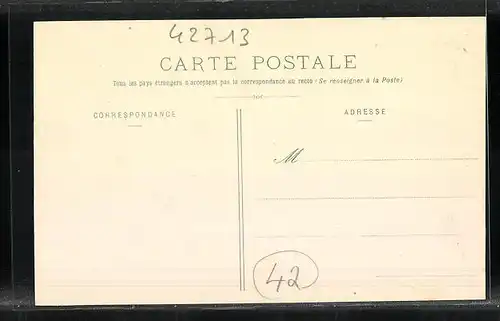 42713
CARTE POSTALE
Tous les pays étrangers n'acceptent pas la correspondance au recto (Se renseigner à la Poste)
CORRESPONDANCE
ADRESSE
M
42